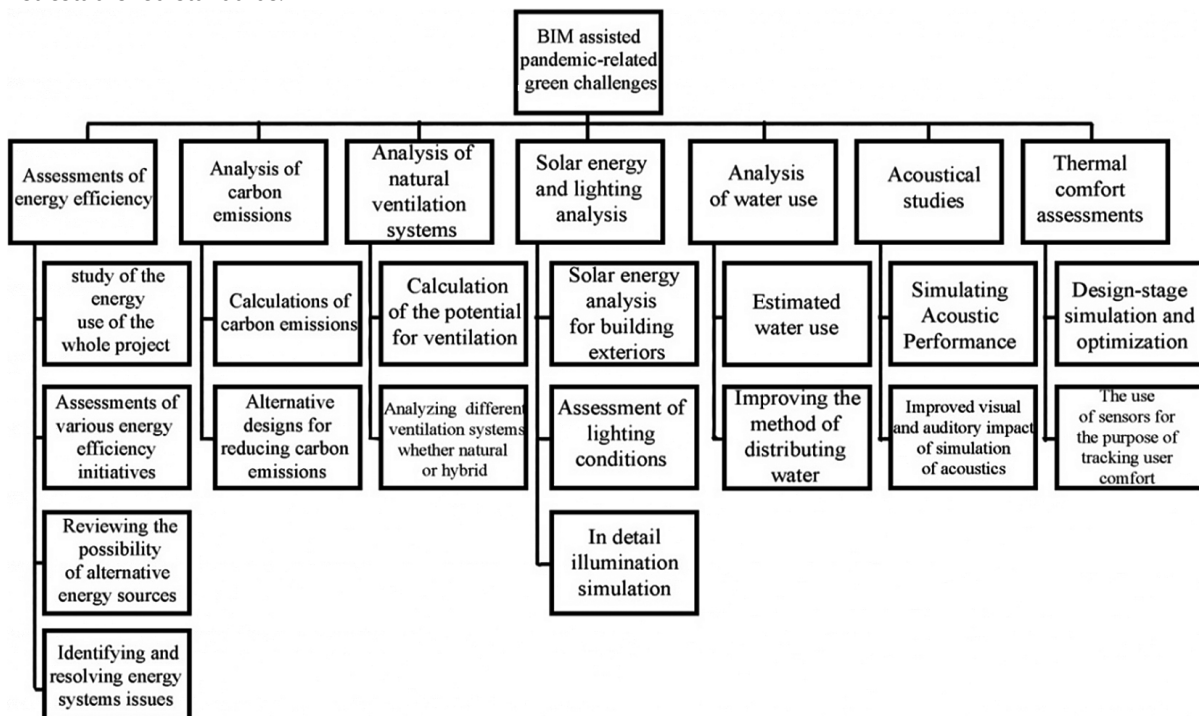 BIM assisted
pandemic-related
green challenges
Assessments of
energy efficiency
Analysis of
carbon
emissions
Analysis of
natural
ventilation
systems
Solar energy
and lighting
analysis
Analysis
of water use
Acoustical
studies
Thermal
comfort
assessments
study of the
energy
use of the
whole project
Calculations of
carbon emissions
Calculation
of the potential
for ventilation
Solar energy
analysis
for building
exteriors
Estimated
water use
Simulating
Acoustic
Performance
Design-stage
simulation and
optimization
Assessments of
various energy
efficiency
initiatives
Alternative
designs for
reducing carbon
emissions
Analyzing different
ventilation systems
whether natural
or hybrid
Assessment of
lighting
conditions
Improving the
method of
distributing
water
Improved visual
and auditory impact
of simulation
of acoustics
The use
of sensors for
the purpose of
tracking user
comfort
Reviewing the
possibility
of alternative
energy sources
In detail
illumination
simulation
Identifying and
resolving energy
systems issues